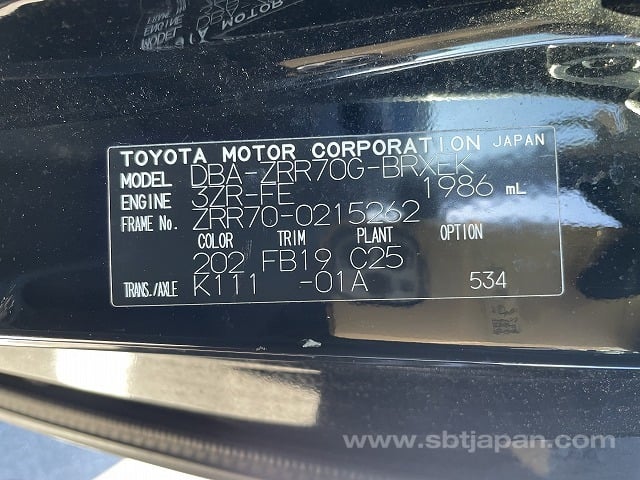 TOYOTA MOTOR CORPORATION JAPAN
MODEL DBA-ZRR70G-BRXEK
ENGINE 3ZR-FE 1986 mL
FRAME No. ZRR70-0215262
COLOR TRIM PLANT OPTION
202 FB19 C25
TRANS./AXLE K111 -01A 534
www.sbtjapan.com